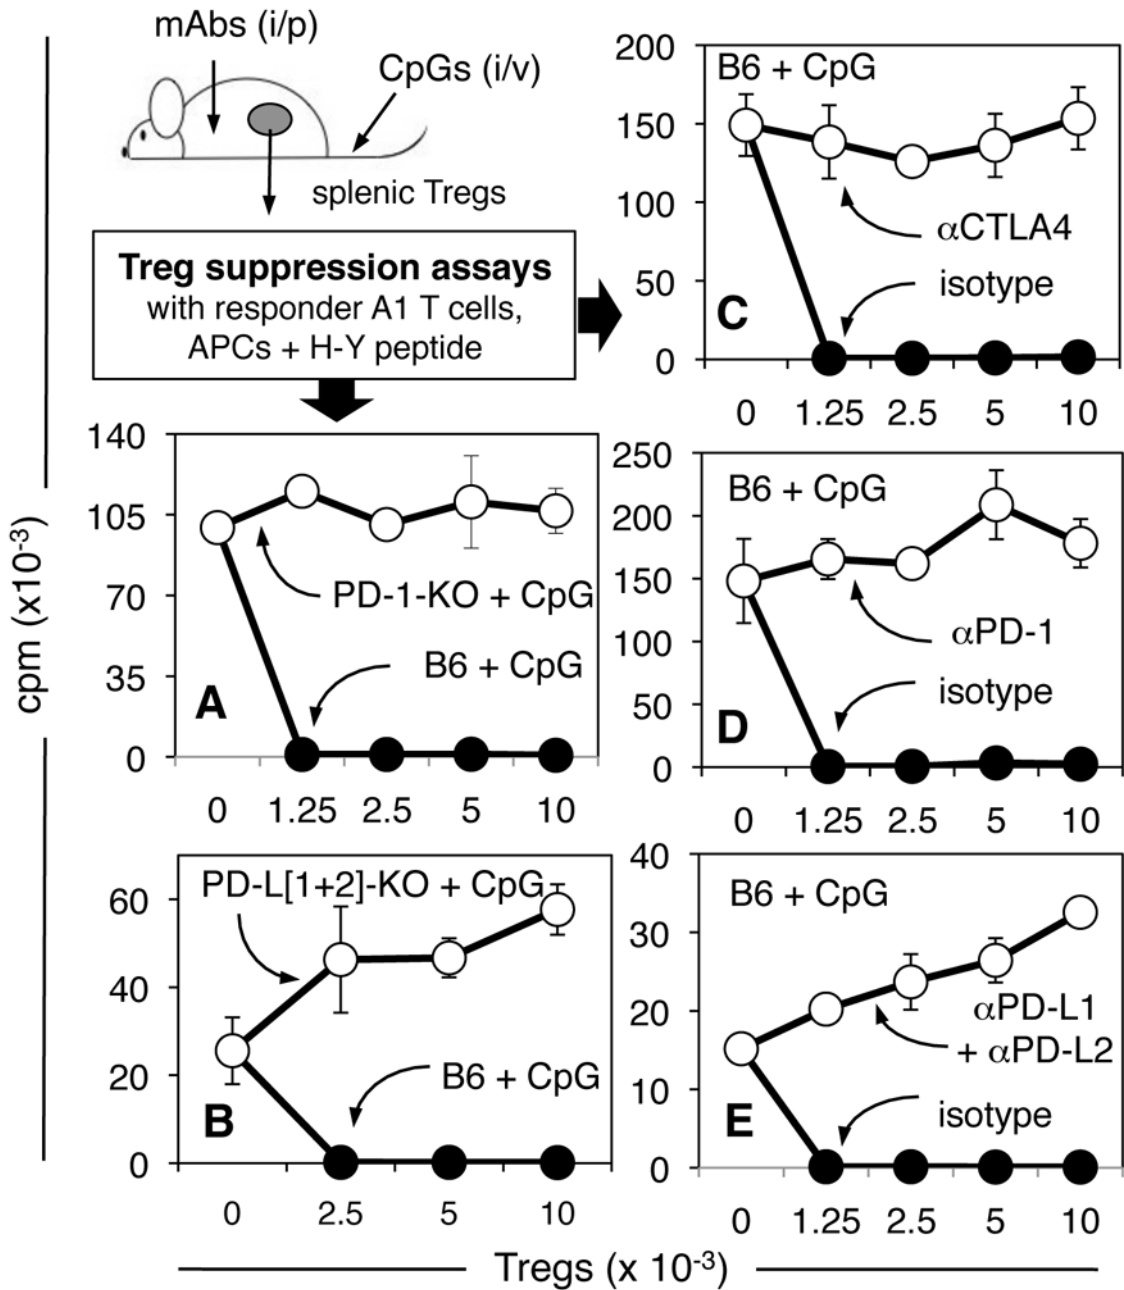 mAbs (i/p)
CpGs (i/v)
splenic Tregs
Treg suppression assays
with responder A1 T cells,
APCs + H-Y peptide
cpm (x10-3)
200
150
100
50
0
B6 + CpG
αCTLA4
isotype
C
0 1.25 2.5 5 10
140
105
70
35
0
PD-1-KO + CpG
B6 + CpG
A
0 1.25 2.5 5 10
250
200
150
100
50
0
B6 + CpG
αPD-1
isotype
D
0 1.25 2.5 5 10
60
40
20
0
PD-L[1+2]-KO + CpG
B6 + CpG
B
0 2.5 5 10
40
30
20
10
0
B6 + CpG
αPD-L1
+ αPD-L2
isotype
E
0 1.25 2.5 5 10
Tregs (x 10-3)